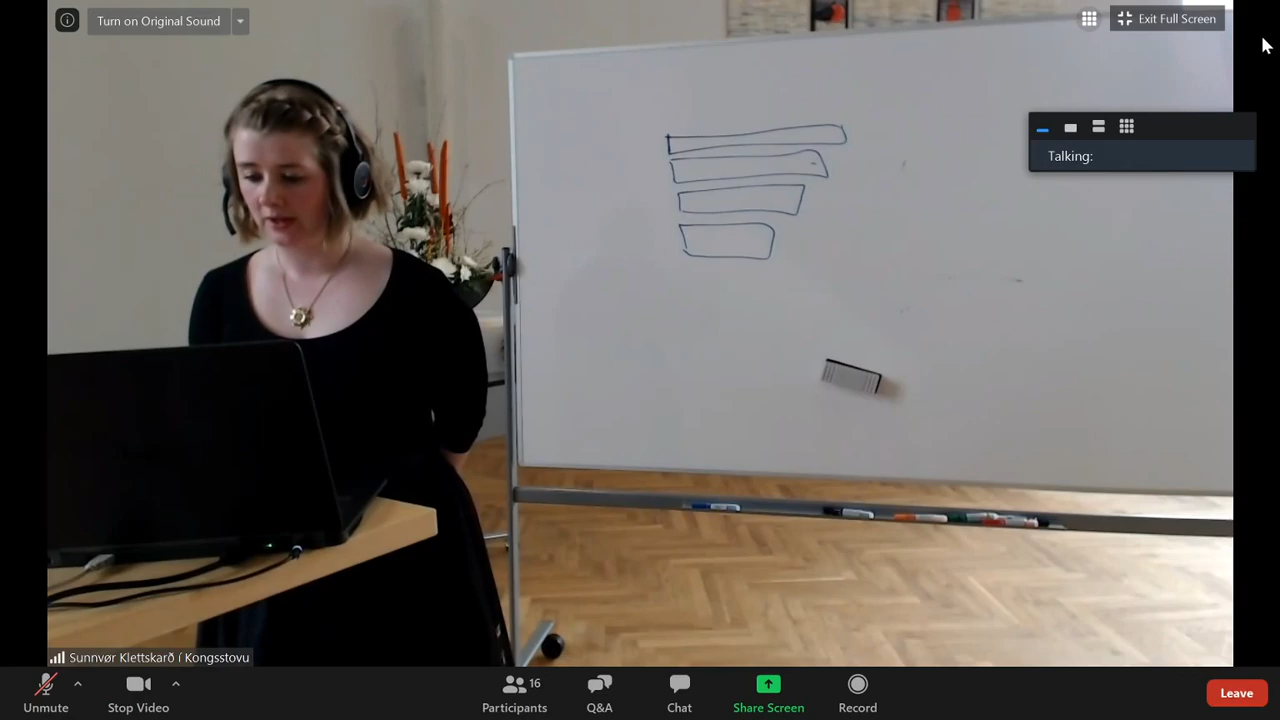 Turn on Original Sound
Exit Full Screen
Talking:
Sunnvør Klettskarð í Kongsstovu
Unmute
Stop Video
Participants
16
Q&A
Chat
Share Screen
Record
Leave